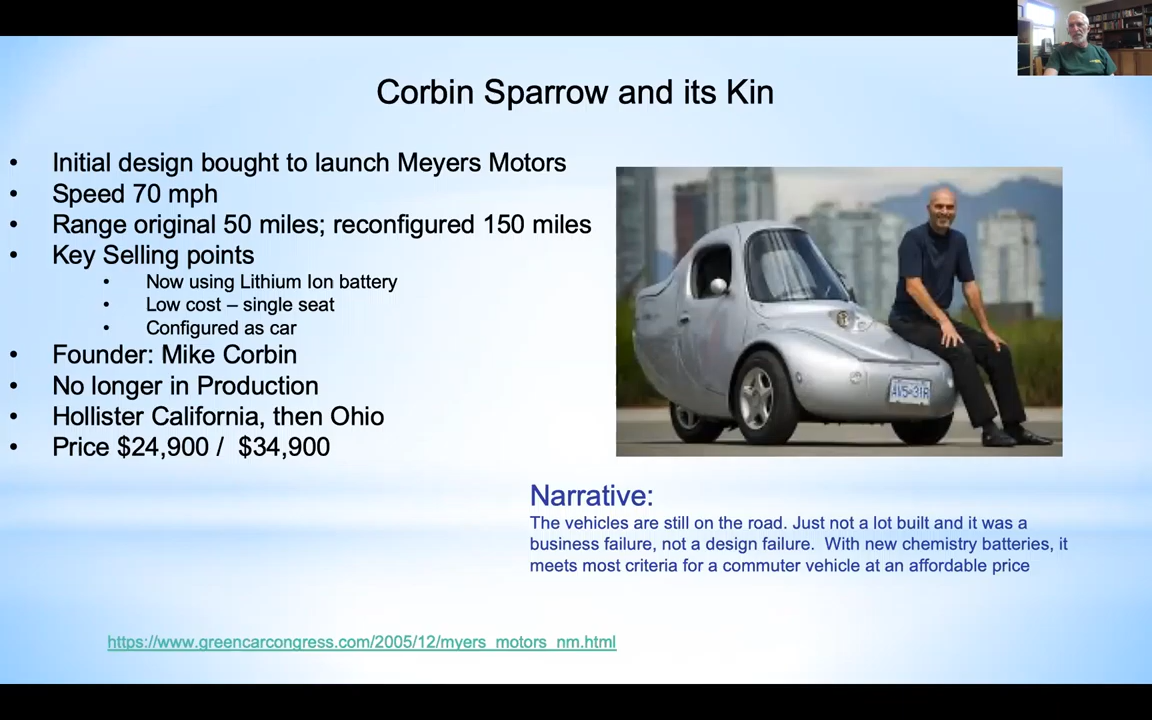 Corbin Sparrow and its Kin
• Initial design bought to launch Meyers Motors
• Speed 70 mph
• Range original 50 miles; reconfigured 150 miles
• Key Selling points
• Now using Lithium Ion battery
• Low cost – single seat
• Configured as car
• Founder: Mike Corbin
• No longer in Production
• Hollister California, then Ohio
• Price $24,900 / $34,900
Narrative:
The vehicles are still on the road. Just not a lot built and it was a
business failure, not a design failure. With new chemistry batteries, it
meets most criteria for a commuter vehicle at an affordable price
https://www.greencarcongress.com/2005/12/myers_motors_nm.html